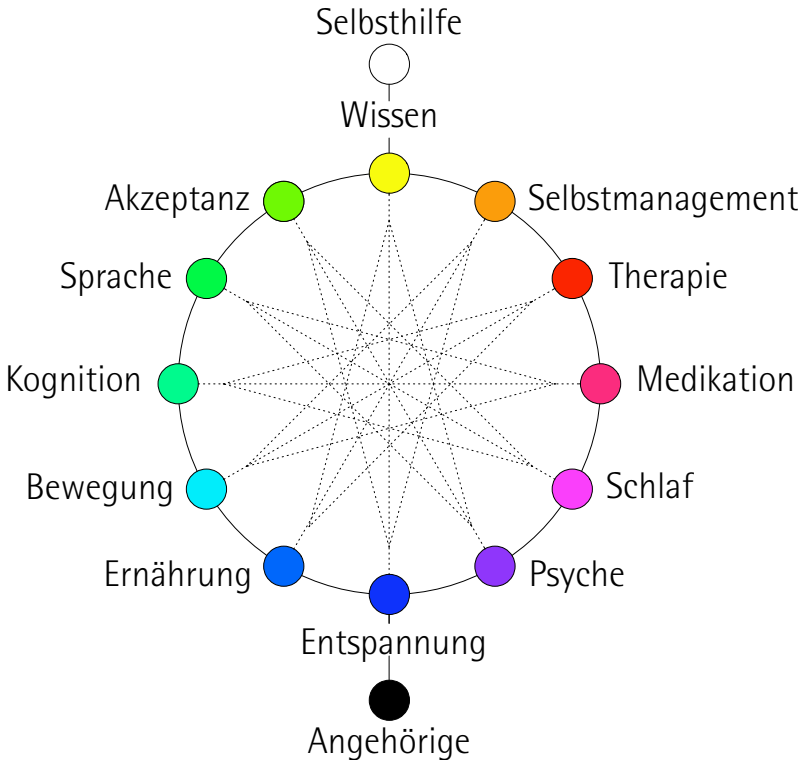 Selbsthilfe
Wissen
Akzeptanz
Selbstmanagement
Sprache
Therapie
Kognition
Medikation
Bewegung
Schlaf
Ernährung
Psyche
Entspannung
Angehörige